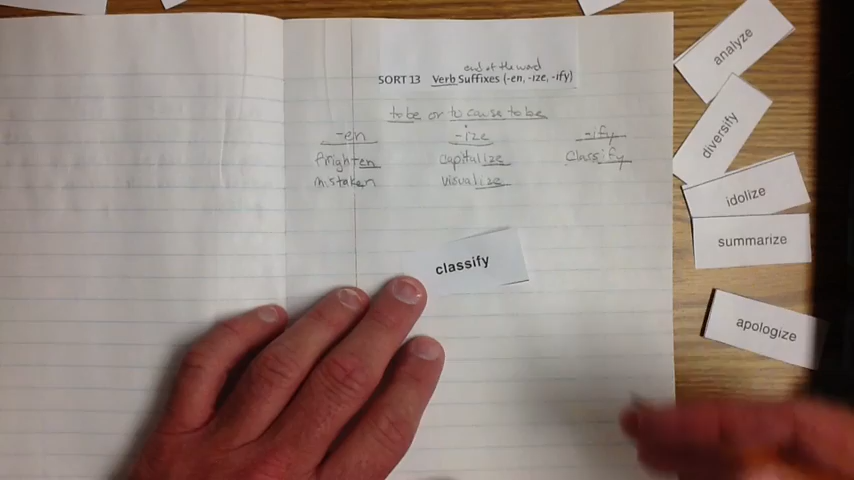 end of the word
SORT 13 Verb Suffixes (-en, -ize, -ify)
to be or to cause to be
-en -ize -ify
frighten capitalize classify
mistaken visualize
classify
analyze
diversify
idolize
summarize
apologize